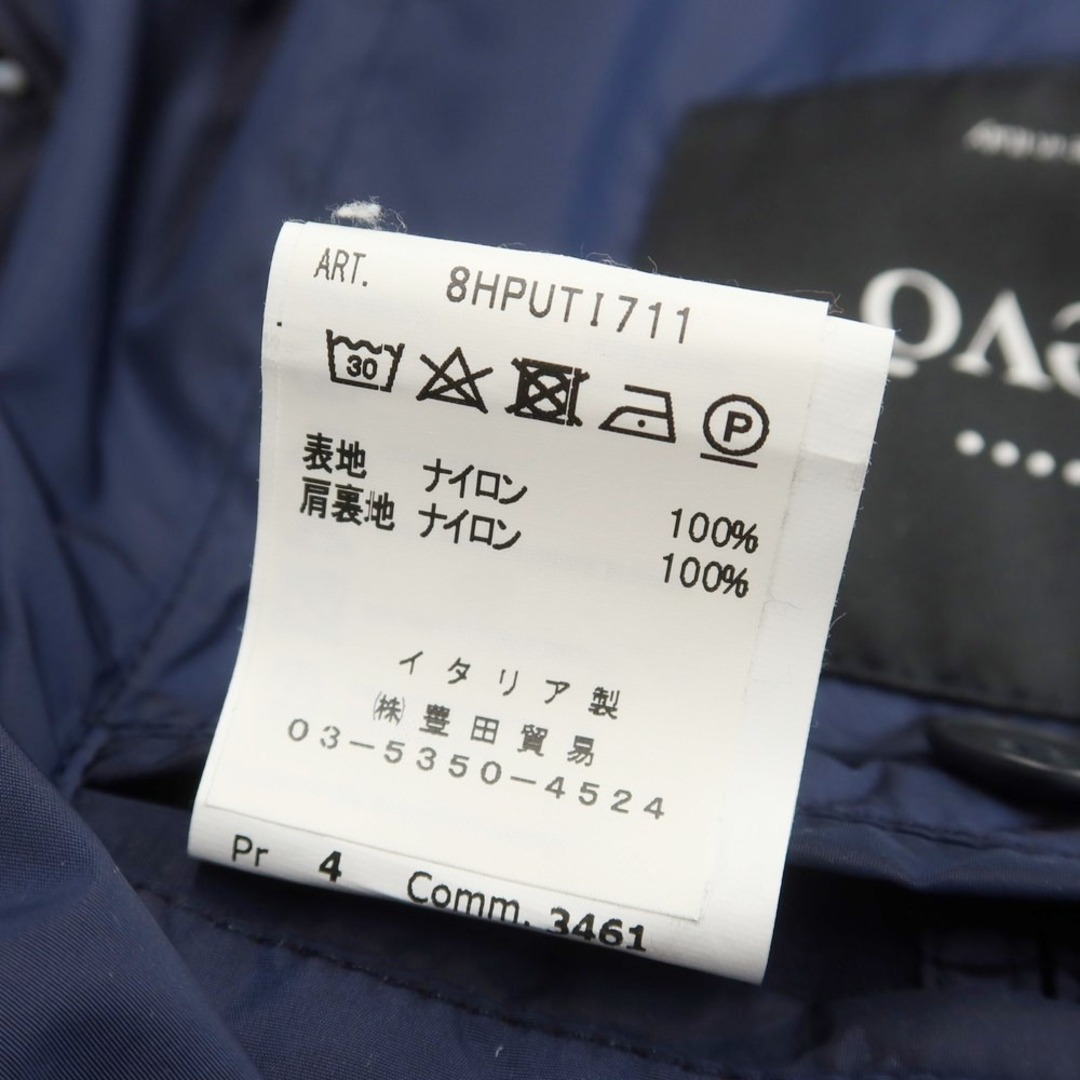 ART. 8HPUTI711
30 P
表地 ナイロン 100%
肩裏地 ナイロン 100%
イタリア製
㈱豊田貿易
03-5350-4524
Pr 4 Comm. 3461